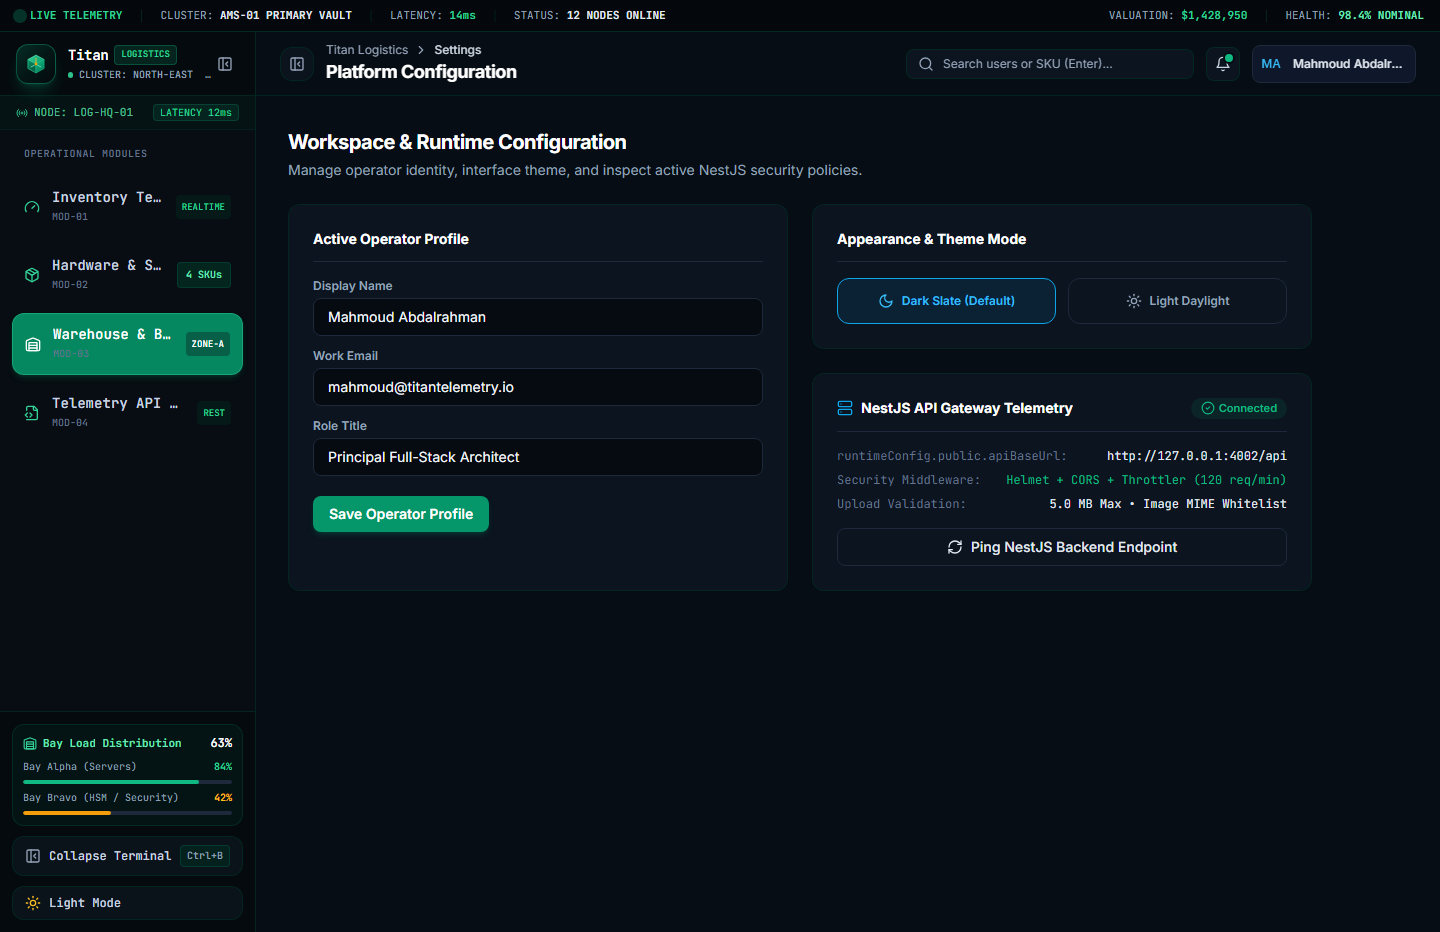 LIVE TELEMETRY CLUSTER: AMS-01 PRIMARY VAULT LATENCY: 14ms STATUS: 12 NODES ONLINE VALUATION: $1,428,950 HEALTH: 98.4% NOMINAL
Titan LOGISTICS
CLUSTER: NORTH-EAST …
NODE: LOG-HQ-01 LATENCY 12ms
OPERATIONAL MODULES
Inventory Te…
MOD-01
REALTIME
Hardware & S…
MOD-02
4 SKUs
Warehouse & B…
MOD-03
ZONE-A
Telemetry API …
MOD-04
REST
Bay Load Distribution 63%
Bay Alpha (Servers) 84%
Bay Bravo (HSM / Security) 42%
Collapse Terminal Ctrl+B
Light Mode
Titan Logistics > Settings
Platform Configuration
Search users or SKU (Enter)...
MA Mahmoud Abdalr...
Workspace & Runtime Configuration
Manage operator identity, interface theme, and inspect active NestJS security policies.
Active Operator Profile
Display Name
Mahmoud Abdalrahman
Work Email
mahmoud@titantelemetry.io
Role Title
Principal Full-Stack Architect
Save Operator Profile
Appearance & Theme Mode
Dark Slate (Default)
Light Daylight
NestJS API Gateway Telemetry Connected
runtimeConfig.public.apiBaseUrl: http://127.0.0.1:4002/api
Security Middleware: Helmet + CORS + Throttler (120 req/min)
Upload Validation: 5.0 MB Max • Image MIME Whitelist
Ping NestJS Backend Endpoint